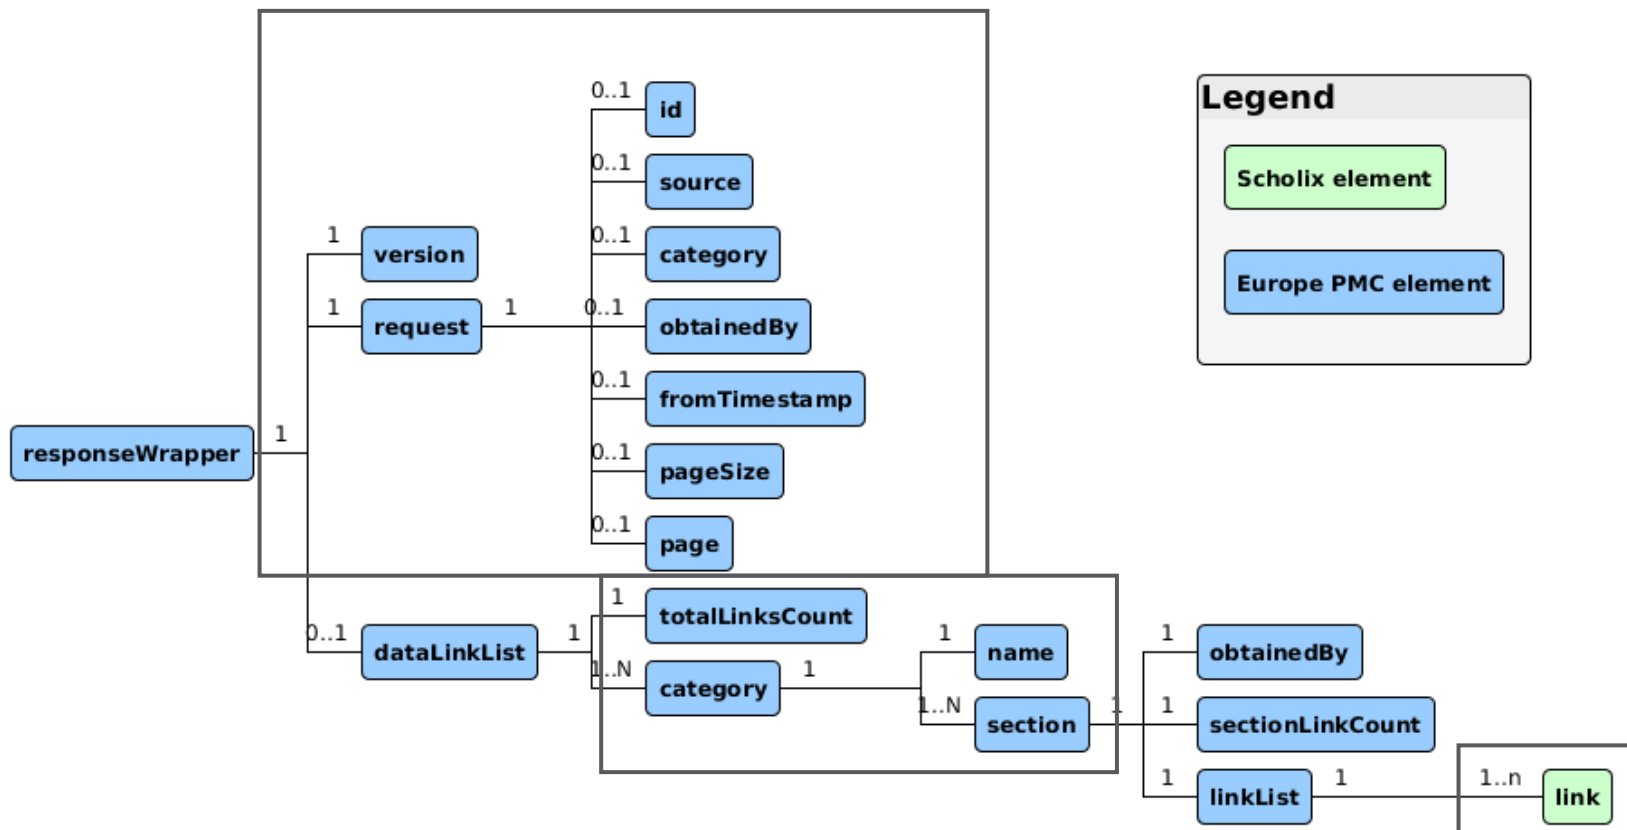 0..1
id
Legend
0..1
source
Scholix element
1
version
0..1
category
Europe PMC element
1
request
1
0..1
obtainedBy
0..1
fromTimestamp
responseWrapper
1
0..1
pageSize
0..1
page
1
totalLinksCount
0..1
dataLinkList
1
1..N
category
1
1
name
1..N
section
1
1
obtainedBy
1
sectionLinkCount
1
linkList
1
1..n
link